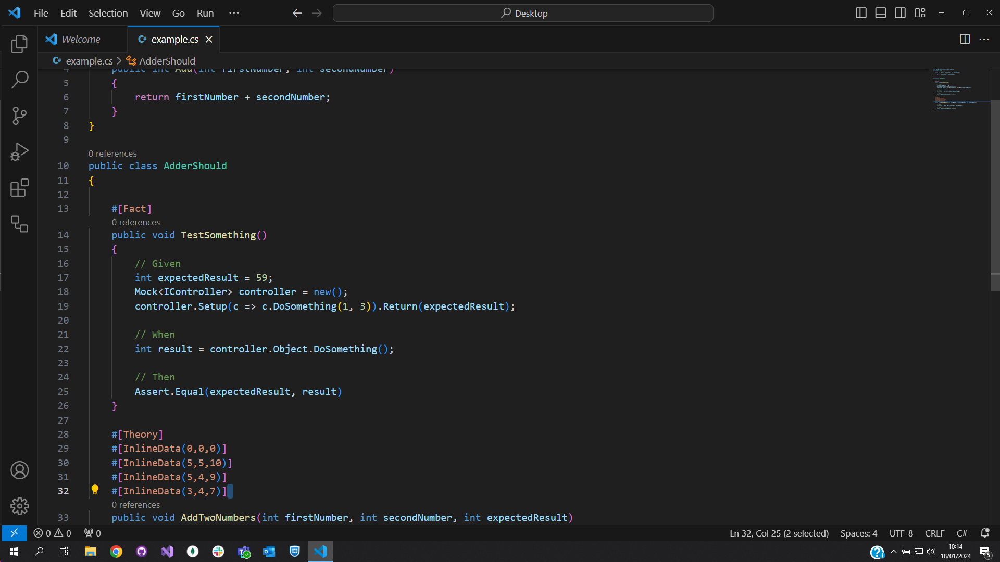 File Edit Selection View Go Run ···
Desktop
Welcome
C# example.cs
C# example.cs > AdderShould
4 public int Add(int firstNumber, int secondNumber)
5 {
6 return firstNumber + secondNumber;
7 }
8 }
9
0 references
10 public class AdderShould
11 {
12
13 #[Fact]
0 references
14 public void TestSomething()
15 {
16 // Given
17 int expectedResult = 59;
18 Mock<IController> controller = new();
19 controller.Setup(c => c.DoSomething(1, 3)).Return(expectedResult);
20
21 // When
22 int result = controller.Object.DoSomething();
23
24 // Then
25 Assert.Equal(expectedResult, result)
26 }
27
28 #[Theory]
29 #[InlineData(0,0,0)]
30 #[InlineData(5,5,10)]
31 #[InlineData(5,4,9)]
32 #[InlineData(3,4,7)]
0 references
33 public void AddTwoNumbers(int firstNumber, int secondNumber, int expectedResult)
0 0 0 Ln 32, Col 25 (2 selected) Spaces: 4 UTF-8 CRLF C#
10:14
18/01/2024
5